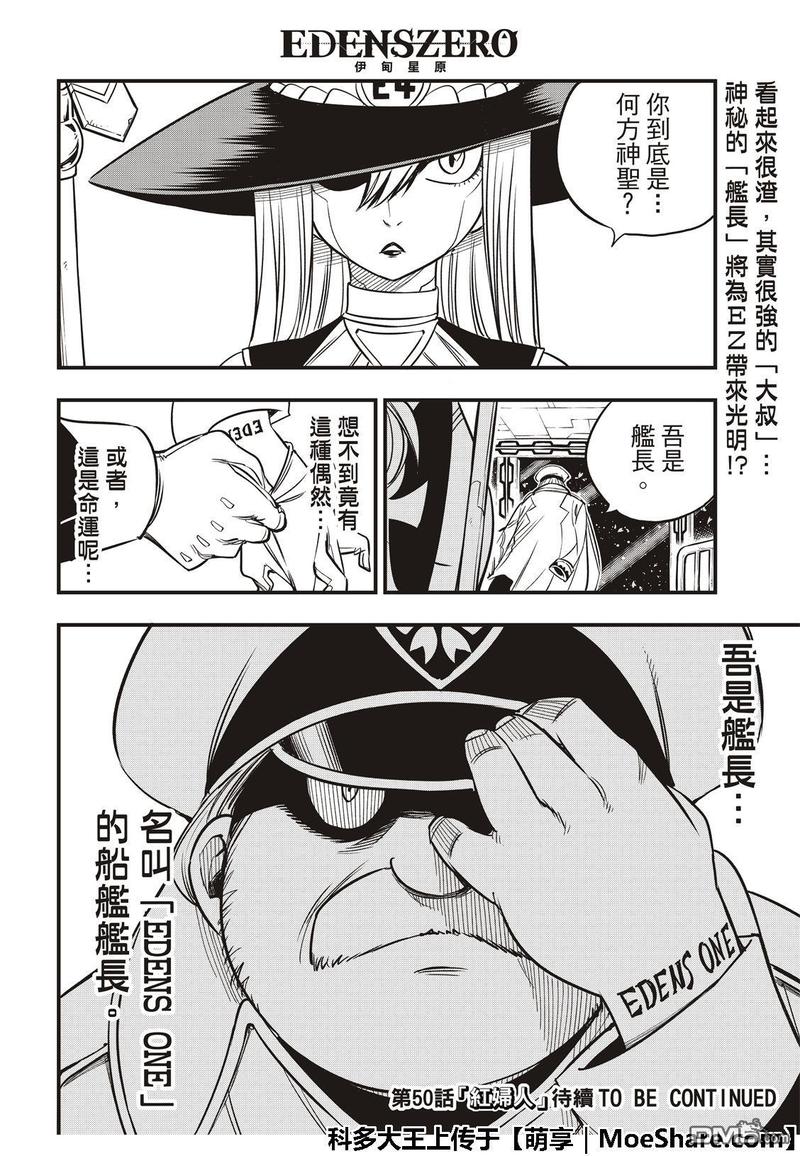 EDENSZERO
伊甸星原
看起來很渣，其實很強的「大叔」…
神秘的「艦長」將為EZ帶來光明!?
你到底是…
何方神聖？
24
吾是
艦長。
想不到竟有
這種偶然…
EDE
或者，
這是命運呢…
吾是艦長…
名叫「EDENS ONE」
的船艦艦長。
EDENS ONE
第50話「紅婦人」待續 TO BE CONTINUED
科多大王上传于【萌享｜MoeShare.com】